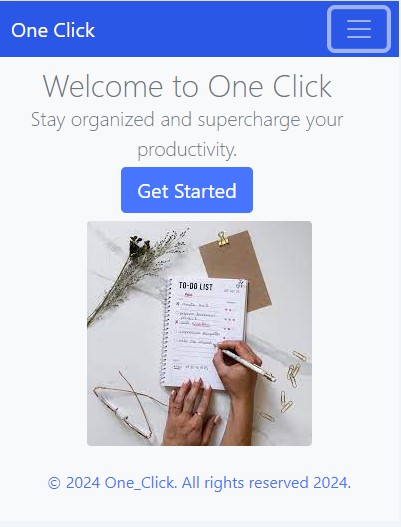 One Click
Welcome to One Click
Stay organized and supercharge your
productivity.
Get Started
TO-DO LIST
© 2024 One_Click. All rights reserved 2024.